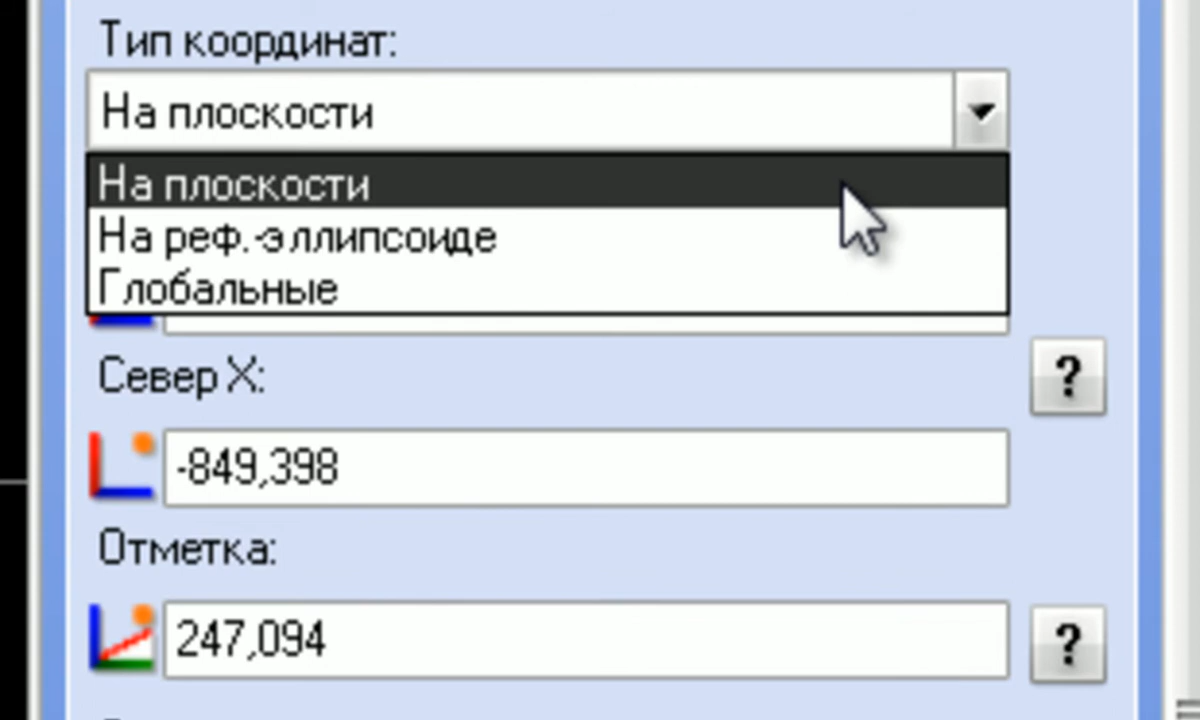 Тип координат:
На плоскости
На плоскости
На реф.-эллипсоиде
Глобальные
Север X:
?
-849,398
Отметка:
247,094
?